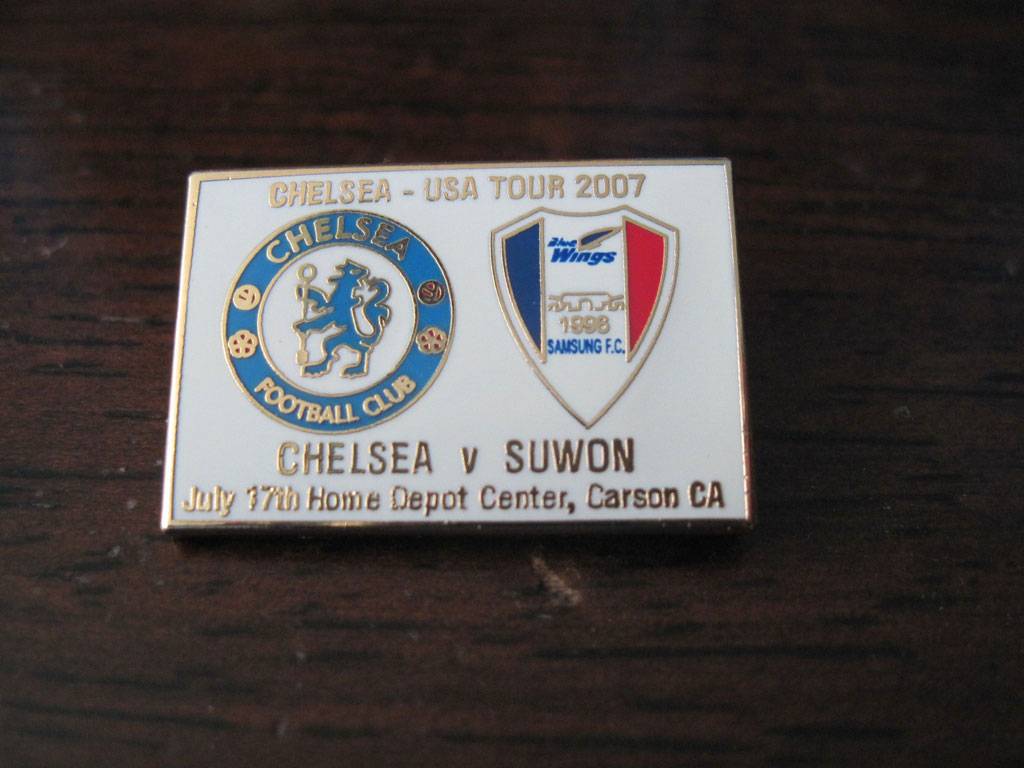 CHELSEA - USA TOUR 2007
CHELSEA
FOOTBALL CLUB
Blue
Wings
1996
SAMSUNG F.C.
CHELSEA v SUWON
July 17th Home Depot Center, Carson CA